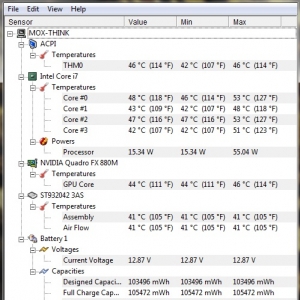 File Edit View Help
Sensor Value Min Max
MOX-THINK
ACPI
Temperatures
THM0 46 °C (114 °F) 42 °C (107 °F) 46 °C (114 °F)
Intel Core i7
Temperatures
Core #0 48 °C (118 °F) 46 °C (114 °F) 53 °C (127 °F)
Core #1 43 °C (109 °F) 42 °C (107 °F) 48 °C (118 °F)
Core #2 47 °C (116 °F) 47 °C (116 °F) 53 °C (127 °F)
Core #3 42 °C (107 °F) 42 °C (107 °F) 51 °C (123 °F)
Powers
Processor 15.34 W 15.34 W 55.04 W
NVIDIA Quadro FX 880M
Temperatures
GPU Core 44 °C (111 °F) 44 °C (111 °F) 46 °C (114 °F)
ST932042 3AS
Temperatures
Assembly 41 °C (105 °F) 41 °C (105 °F) 41 °C (105 °F)
Air Flow 41 °C (105 °F) 41 °C (105 °F) 41 °C (105 °F)
Battery 1
Voltages
Current Voltage 12.87 V 12.87 V 12.87 V
Capacities
Designed Capaci... 103496 mWh 103496 mWh 103496 mWh
Full Charge Cap... 105472 mWh 105472 mWh 105472 mWh